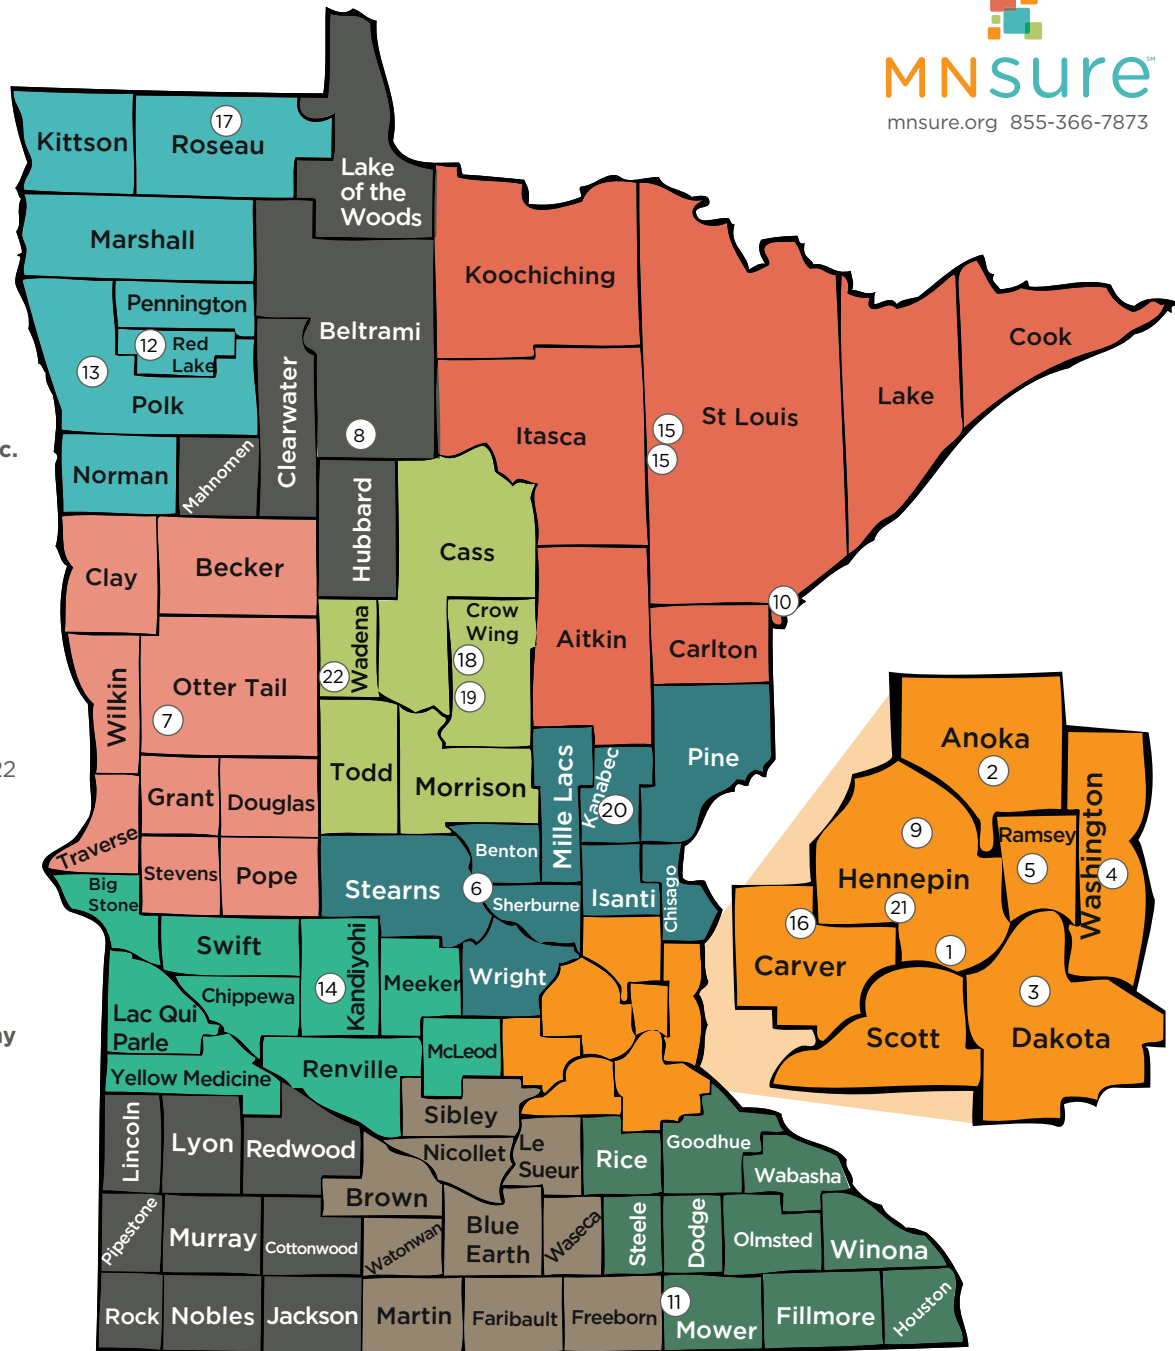 MNsure℠
mnsure.org 855-366-7873
17
Kittson
Roseau
Lake
of the
Woods
Marshall
Koochiching
Pennington
Beltrami
Cook
12
Red
Lake
13
Clearwater
Lake
Polk
St Louis
15
8
Itasca
15
c.
Norman
Mahnomen
Hubbard
Cass
Becker
Clay
10
Crow
Wing
Wadena
Aitkin
Carlton
18
22
Wilkin
Otter Tail
19
7
Pine
Anoka
2
22
Todd
Morrison
Mille Lacs
Kanabec
20
Grant
Douglas
Washington
9
Ramsey
Traverse
Benton
5
4
Stevens
Pope
Stearns
6
Sherburne
Isanti
Chisago
Hennepin
21
Big
Stone
16
Swift
Kandiyohi
1
Wright
Carver
Meeker
14
Chippewa
3
Lac Qui
Parle
Scott
Dakota
ay
McLeod
Renville
Yellow Medicine
Sibley
Lincoln
Lyon
Redwood
Nicollet
Le
Sueur
Rice
Goodhue
Wabasha
Brown
Pipestone
Murray
Cottonwood
Watonwan
Blue
Earth
Waseca
Steele
Dodge
Olmsted
Winona
11
Rock
Nobles
Jackson
Martin
Faribault
Freeborn
Mower
Fillmore
Houston